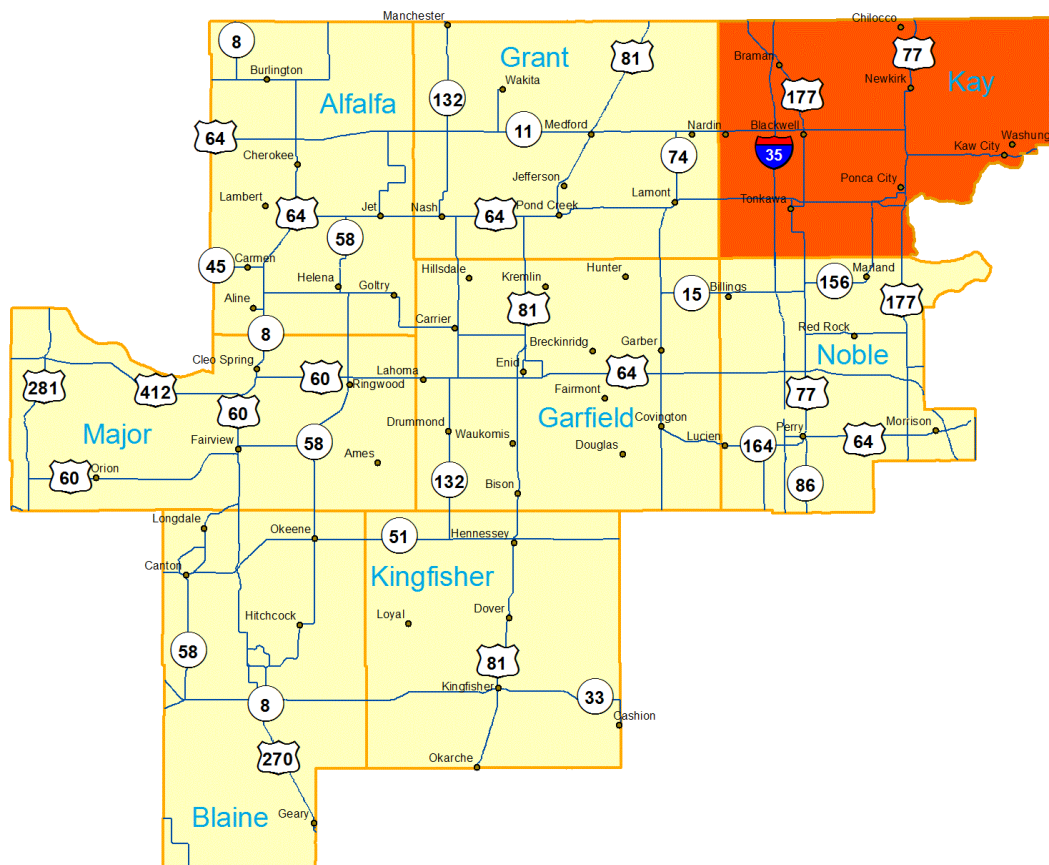 Manchester
Chilocco
8
Grant
81
77
Braman
Burlington
Wakita
Newkirk
Kay
Alfalfa
132
177
64
11
Medford
Nardin
Blackwell
Washung
Cherokee
74
35
Kaw City
Jefferson
Ponca City
Lambert
Lamont
Tonkawa
64
Jet
Nash
64
Pond Creek
58
45
Carmen
Hillsdale
Kremlin
Hunter
Marland
Helena
Goltry
15
Billings
156
177
Aline
81
Carrier
Red Rock
8
Breckinridg
Garber
Noble
Cleo Spring
Enid
281
412
60
Ringwood
Lahoma
64
77
Fairmont
60
Garfield
Major
Drummond
Covington
Fairview
58
Waukomis
Lucien
164
Perry
64
Morrison
Ames
Douglas
60
Orion
132
86
Bison
Longdale
Okeene
51
Hennessey
Canton
Kingfisher
Hitchcock
Loyal
Dover
58
81
Kingfisher
8
33
Cashion
270
Okarche
Blaine
Geary